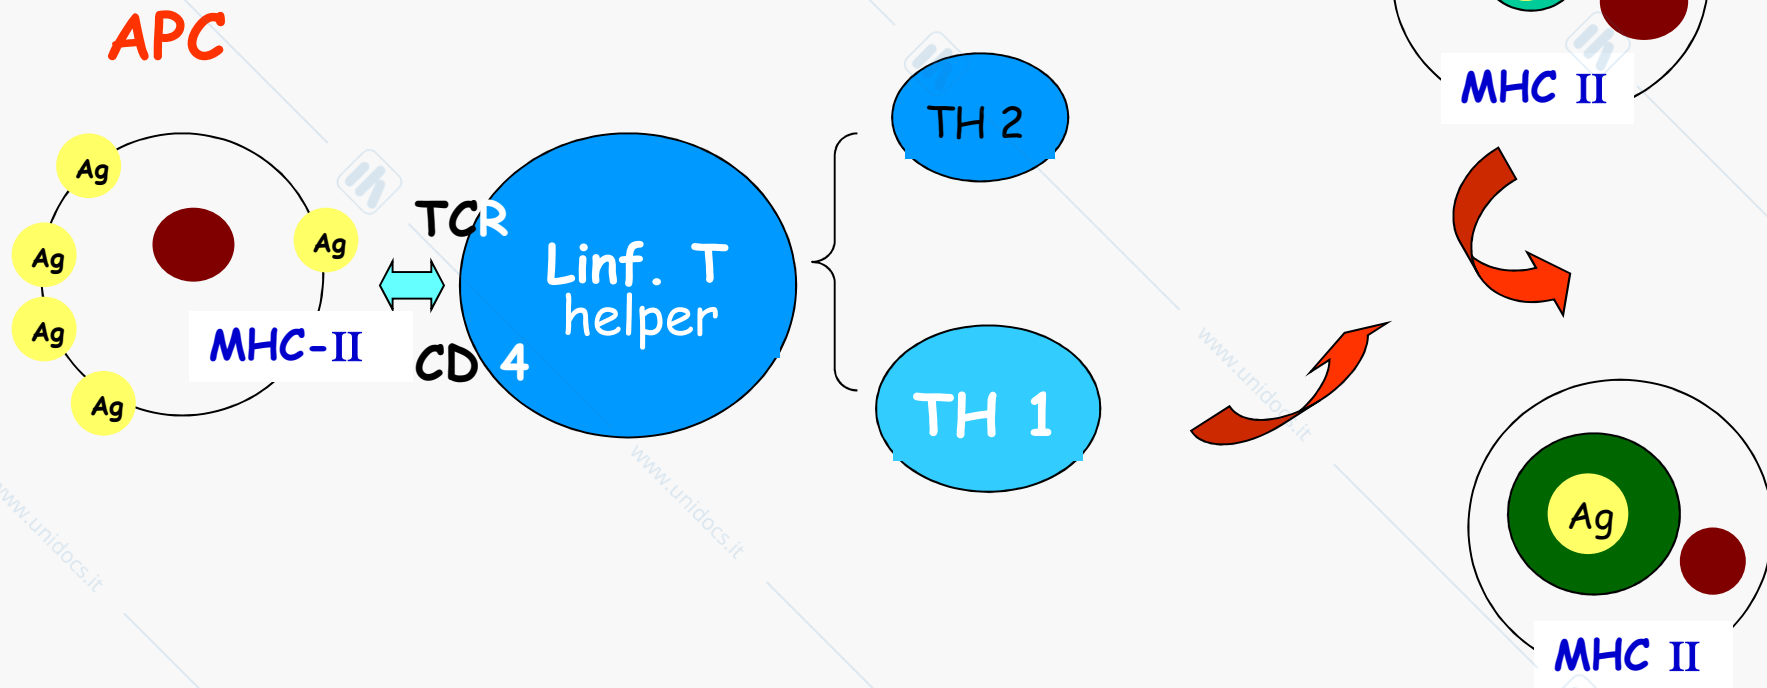 APC
MHC II
Ag
TH 2
Ag
TCR
Ag
Linf. T
helper
Ag
Ag
MHC-II
CD 4
Ag
TH 1
Ag
MHC II
www.unidocs.it
www.unidocs.it
www.unidocs.it